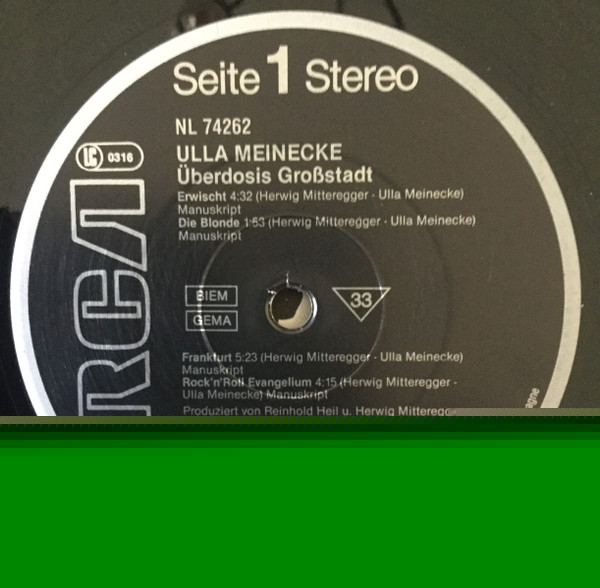 Seite 1 Stereo
NL 74262
LC 0316
ULLA MEINECKE
Überdosis Großstadt
Erwischt 4:32 (Herwig Mitteregger - Ulla Meinecke)
Manuskript
Die Blonde 1:53 (Herwig Mitteregger - Ulla Meinecke)
Manuskript
RCA
BIEM
GEMA
33
Frankfurt 5:23 (Herwig Mitteregger - Ulla Meinecke)
Manuskript
Rock'n'Roll Evangelium 4:15 (Herwig Mitteregger -
Ulla Meinecke) Manuskript
Produziert von Reinhold Heil u. Herwig